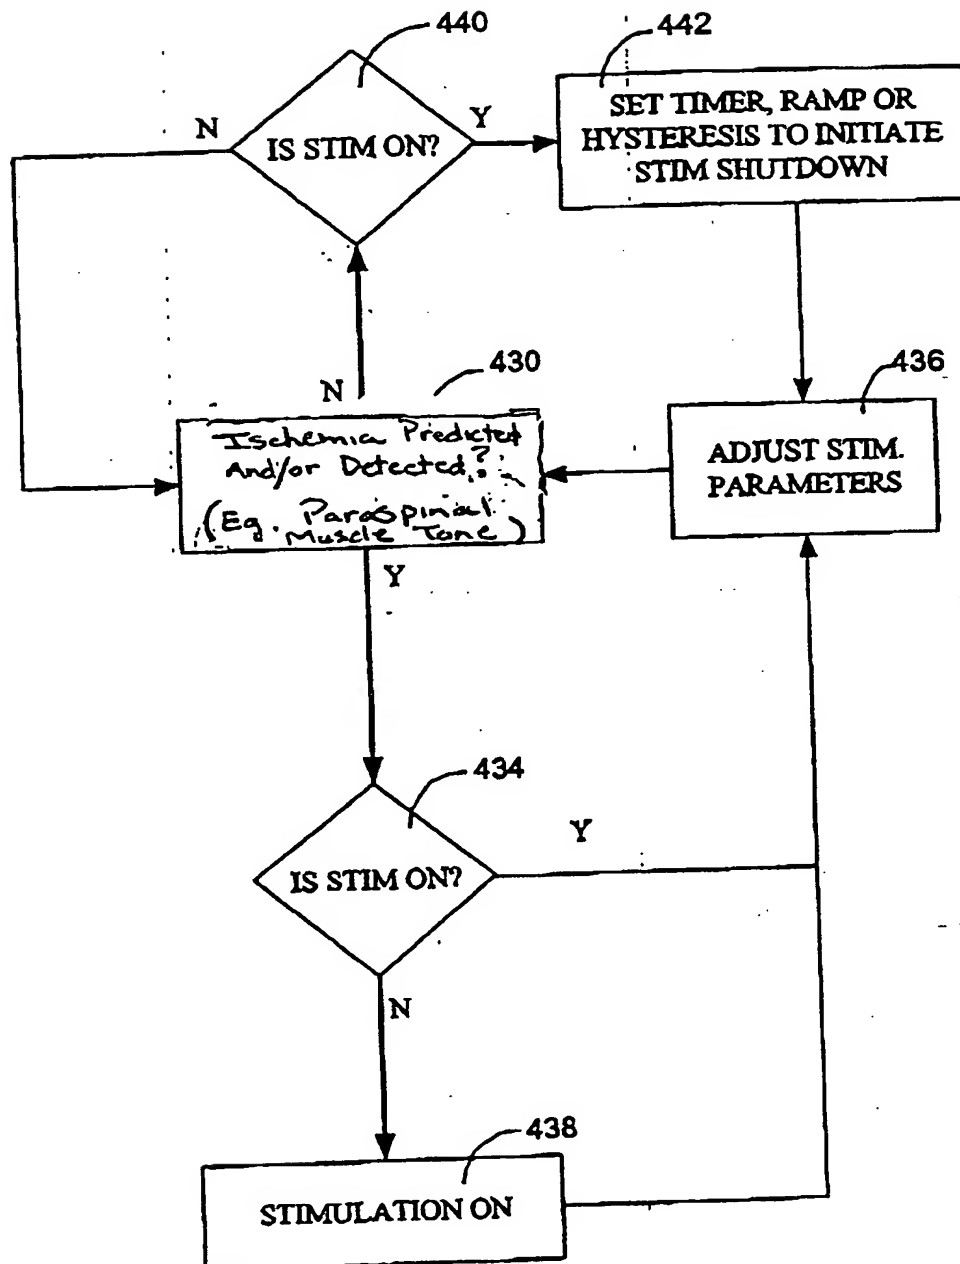 440
442
N
IS STIM ON?
Y
SET TIMER, RAMP OR
HYSTERESIS TO INITIATE
STIM SHUTDOWN
430
436
N
Ischemia Predicted
And/or Detected?
(Eg. Paraspinal
Muscle Tone)
ADJUST STIM.
PARAMETERS
Y
434
Y
IS STIM ON?
N
438
STIMULATION ON